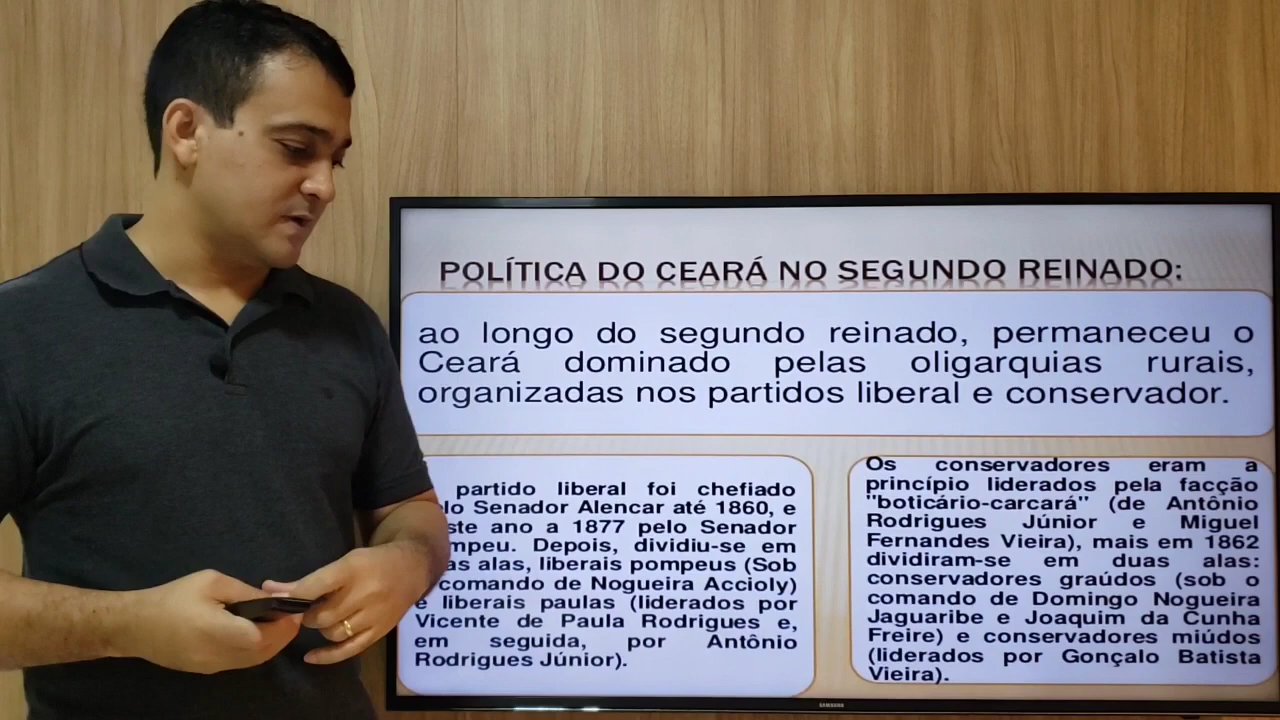 POLÍTICA DO CEARÁ NO SEGUNDO REINADO:
ao longo do segundo reinado, permaneceu o
Ceará dominado pelas oligarquias rurais,
organizadas nos partidos liberal e conservador.
partido liberal foi chefiado
Senador Alencar até 1860, e
ano a 1877 pelo Senador
Depois, dividiu-se em
alas, liberais pompeus (Sob
comando de Nogueira Accioly)
e liberais paulas (liderados por
Vicente de Paula Rodrigues e,
em seguida, por Antônio
Rodrigues Júnior).
Os conservadores eram a
princípio liderados pela facção
"boticário-carcará" (de Antônio
Rodrigues Júnior e Miguel
Fernandes Vieira), mais em 1862
dividiram-se em duas alas:
conservadores graúdos (sob o
comando de Domingo Nogueira
Jaguaribe e Joaquim da Cunha
Freire) e conservadores miúdos
(liderados por Gonçalo Batista
Vieira).
SAMSUNG